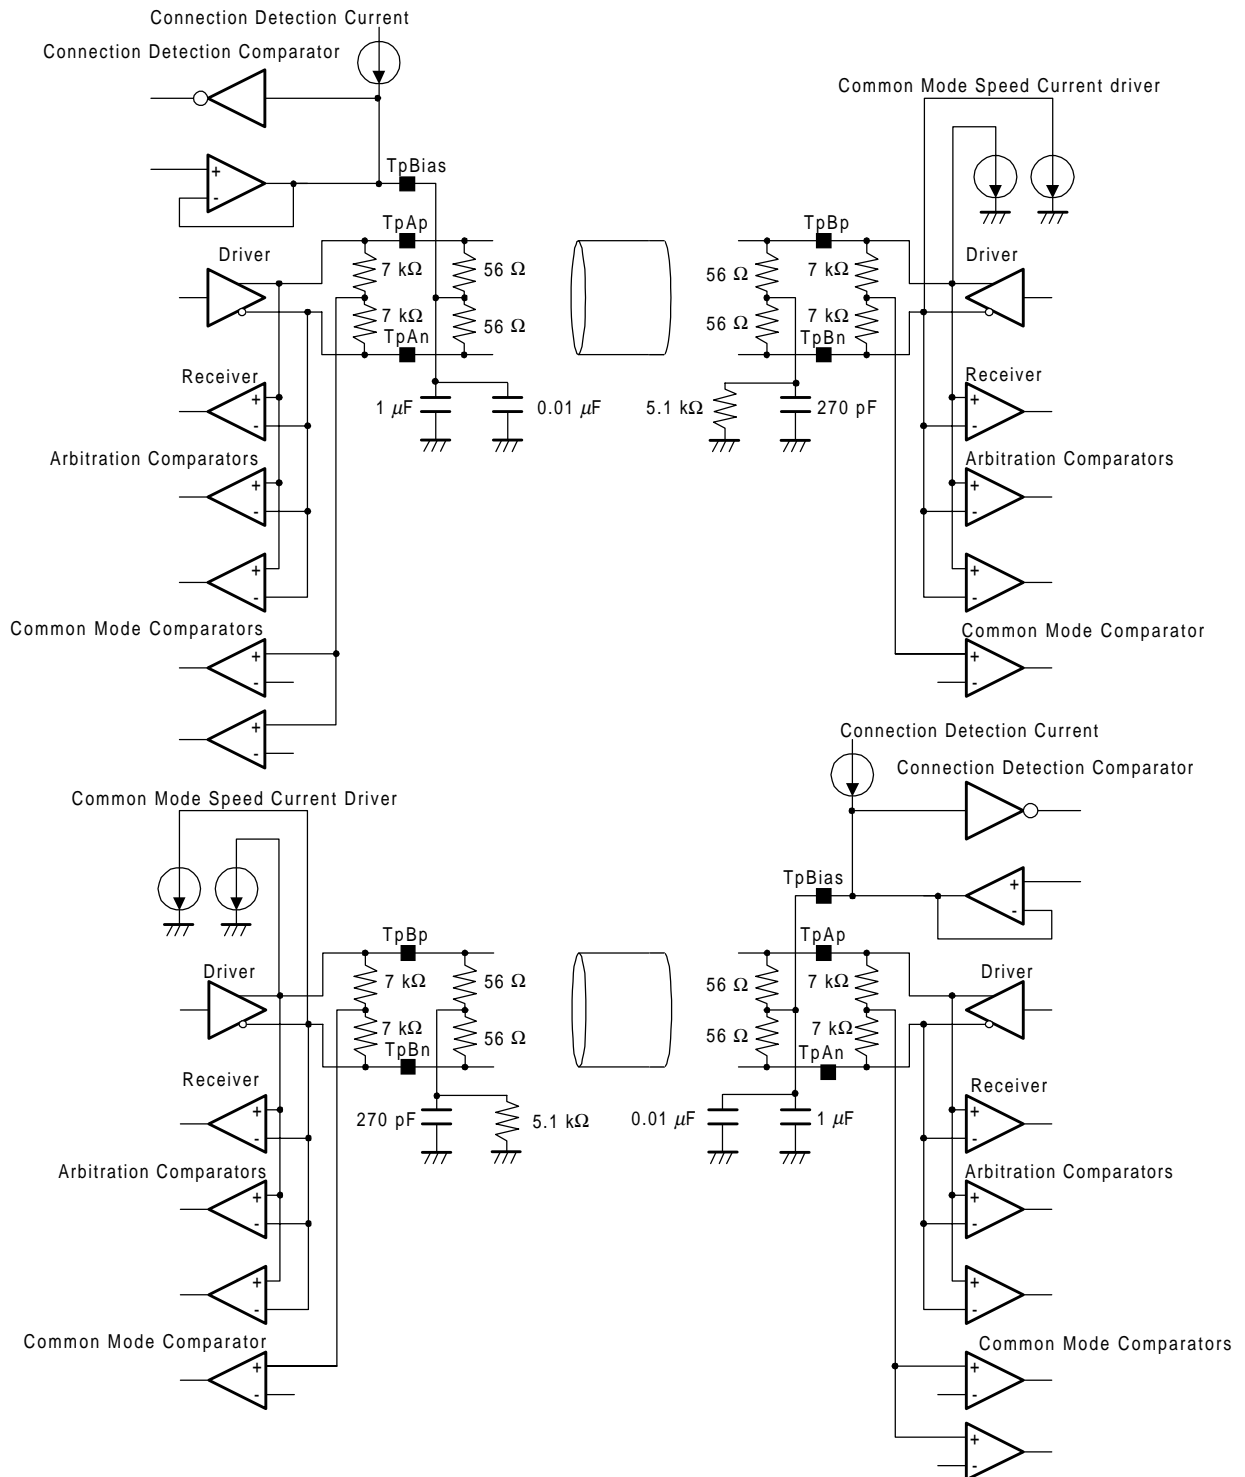 Connection Detection Current
Connection Detection Comparator
Common Mode Speed Current driver
+
-
TpBias
TpAp
TpBp
Driver
7 kΩ
56 Ω
56 Ω
7 kΩ
Driver
7 kΩ
56 Ω
56 Ω
7 kΩ
TpAn
TpBn
Receiver
+
-
1 µF
0.01 µF
5.1 kΩ
270 pF
Receiver
+
-
Arbitration Comparators
+
-
Arbitration Comparators
+
-
+
-
+
-
Common Mode Comparators
+
-
Common Mode Comparator
+
-
+
-
Connection Detection Current
Connection Detection Comparator
Common Mode Speed Current Driver
TpBias
+
-
TpBp
TpAp
Driver
7 kΩ
56 Ω
56 Ω
7 kΩ
Driver
7 kΩ
56 Ω
56 Ω
7 kΩ
TpBn
TpAn
Receiver
+
-
270 pF
5.1 kΩ
0.01 µF
1 µF
Receiver
+
-
Arbitration Comparators
+
-
Arbitration Comparators
+
-
+
-
+
-
Common Mode Comparator
+
-
Common Mode Comparators
+
-
+
-